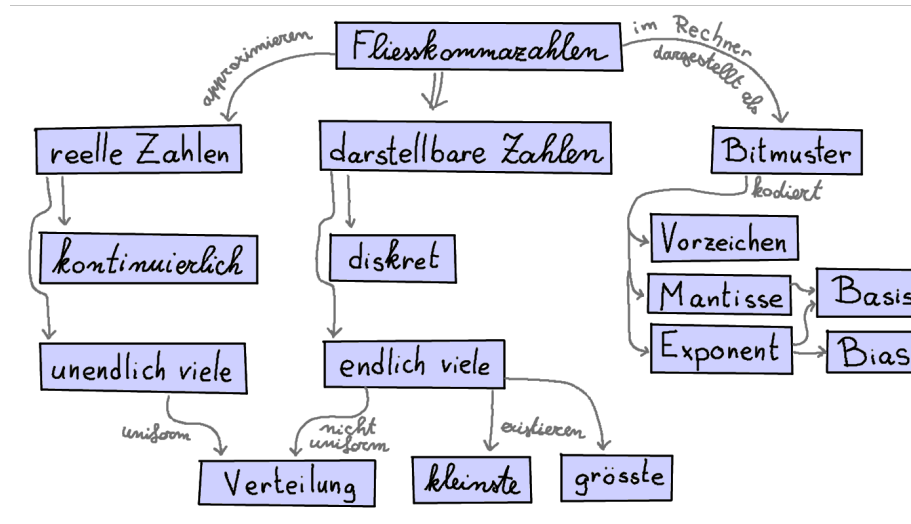 Fliesskommazahlen
approximieren
im Rechner
dargestellt als
reelle Zahlen
darstellbare Zahlen
Bitmuster
kodiert
kontinuierlich
diskret
Vorzeichen
Mantisse
Basis
Exponent
Bias
unendlich viele
endlich viele
uniform
nicht
uniform
existieren
Verteilung
kleinste
grösste